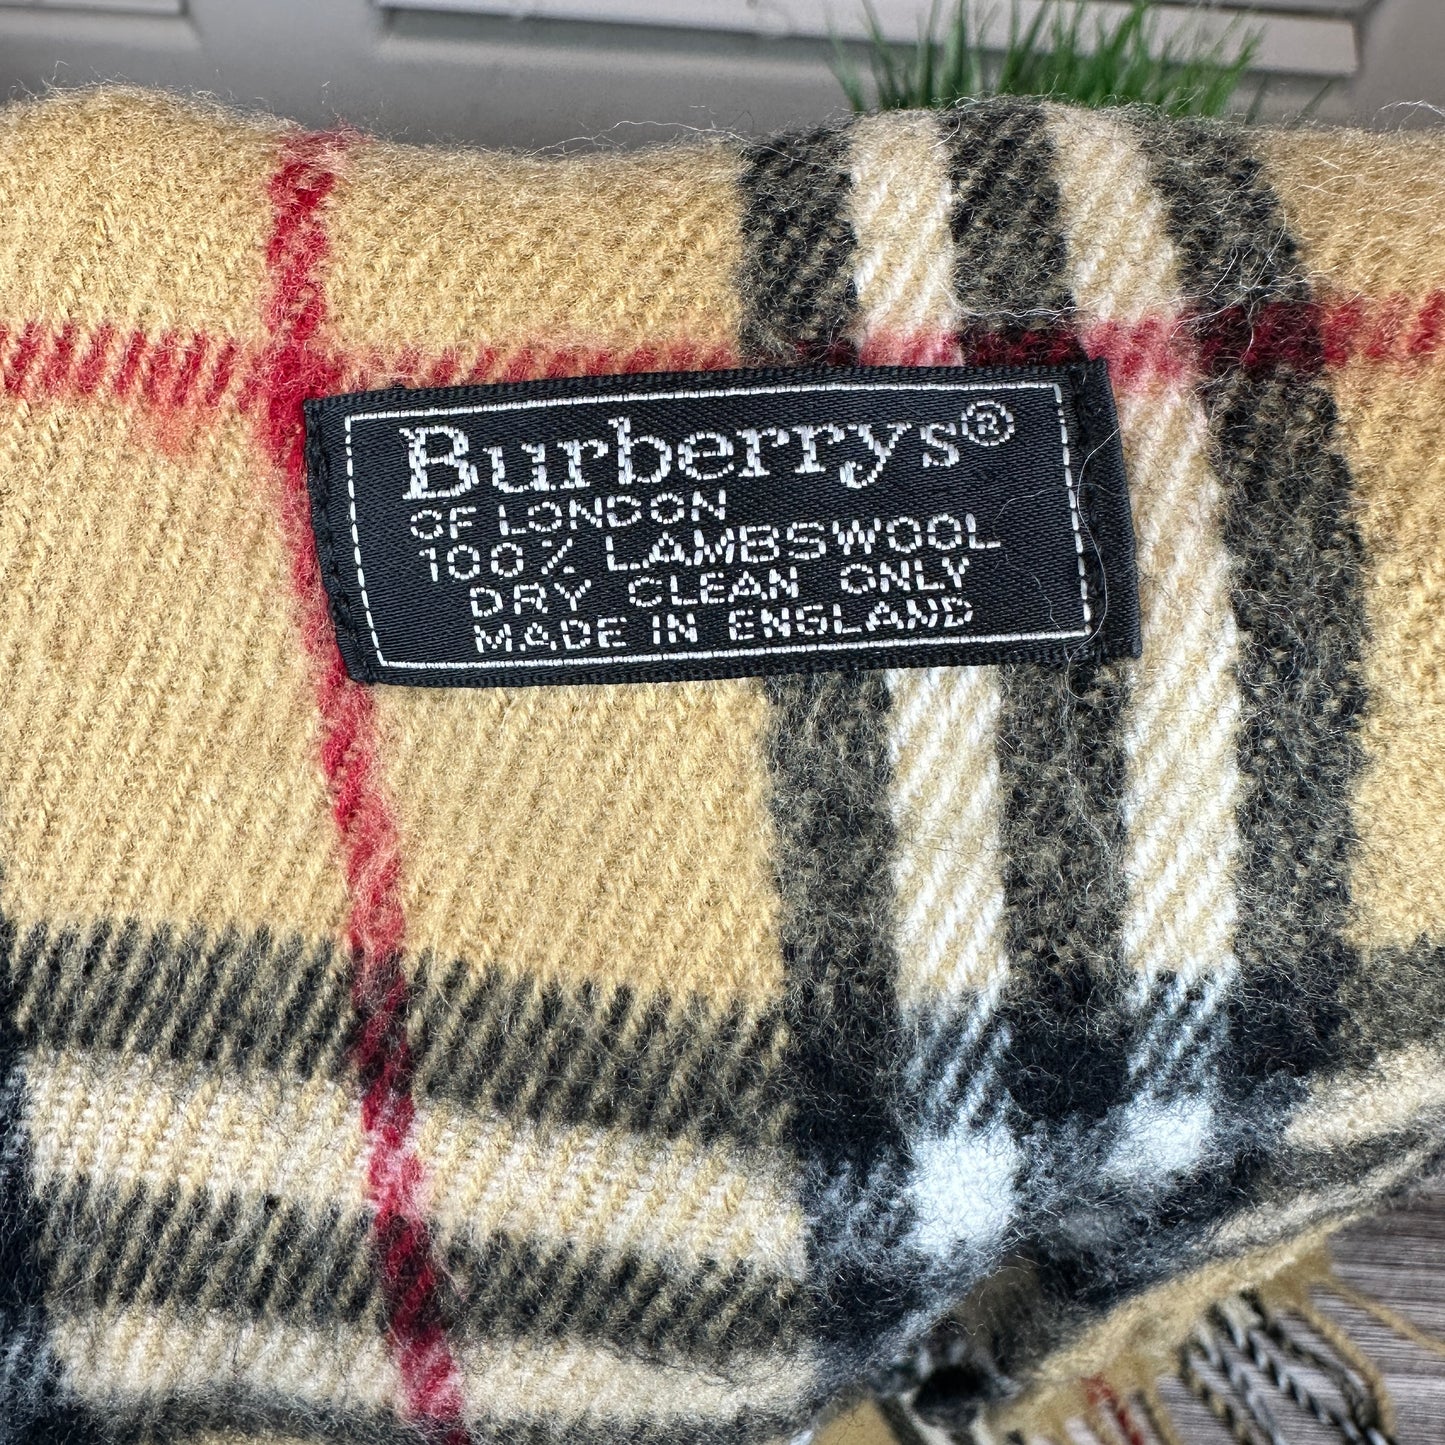 Burberrys®
OF LONDON
100% LAMBSWOOL
DRY CLEAN ONLY
MADE IN ENGLAND